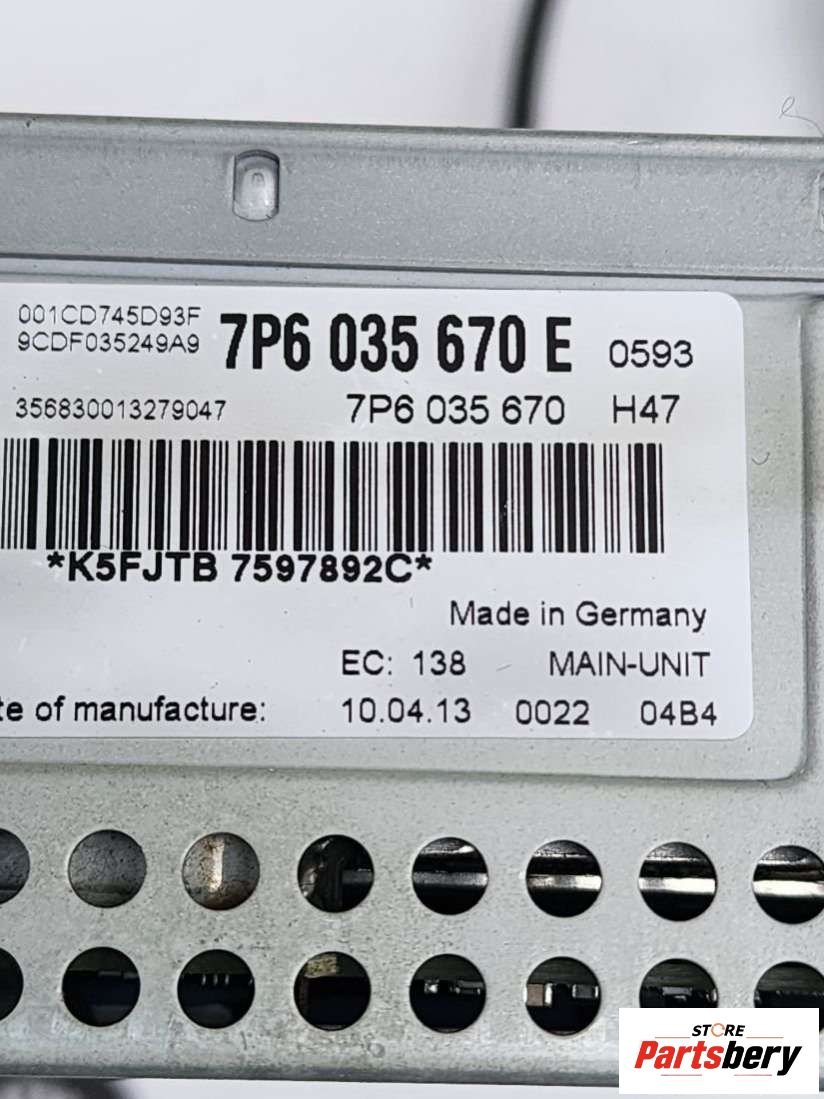 001CD745D93F
9CDF035249A9
7P6 035 670 E 0593
356830013279047 7P6 035 670 H47
*K5FJTB 7597892C*
Made in Germany
EC: 138 MAIN-UNIT
te of manufacture: 10.04.13 0022 04B4
STORE
Partsbery